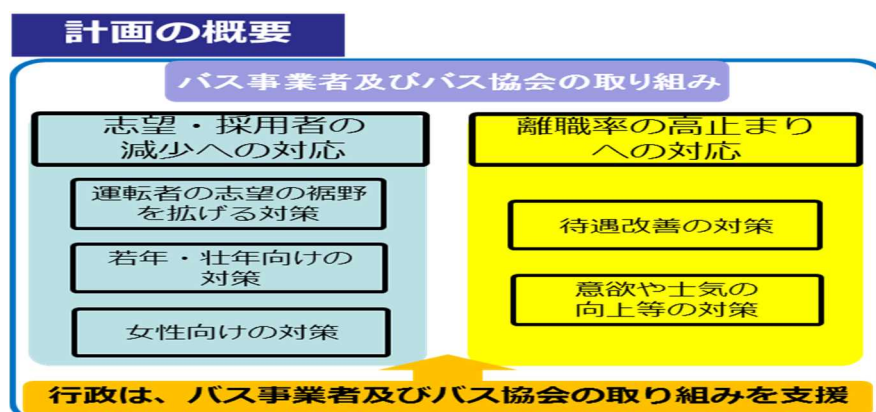 計画の概要
バス事業者及びバス協会の取り組み
志望・採用者の
減少への対応
運転者の志望の裾野
を拡げる対策
若年・壮年向けの
対策
女性向けの対策
離職率の高止まり
への対応
待遇改善の対策
意欲や士気の
向上等の対策
行政は、バス事業者及びバス協会の取り組みを支援